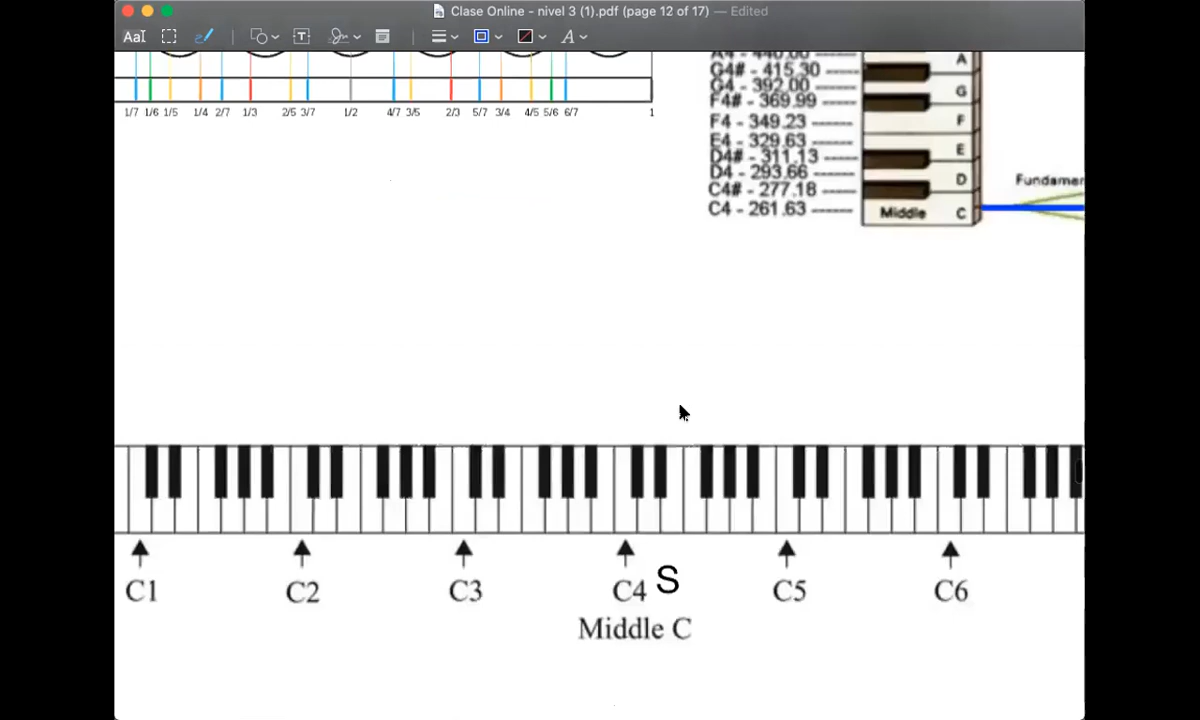 Clase Online - nivel 3 (1).pdf (page 12 of 17) — Edited
AaI T A
1/7 1/6 1/5 1/4 2/7 1/3 2/5 3/7 1/2 4/7 3/5 2/3 5/7 3/4 4/5 5/6 6/7 1
A4 - 440.00
G4# - 415.30
G4 - 392.00
F4# - 369.99
F4 - 349.23
E4 - 329.63
D4# - 311.13
D4 - 293.66
C4# - 277.18
C4 - 261.63
A
G
F
E
D
Middle C
Fundamen
C1 C2 C3 C4 S C5 C6
Middle C